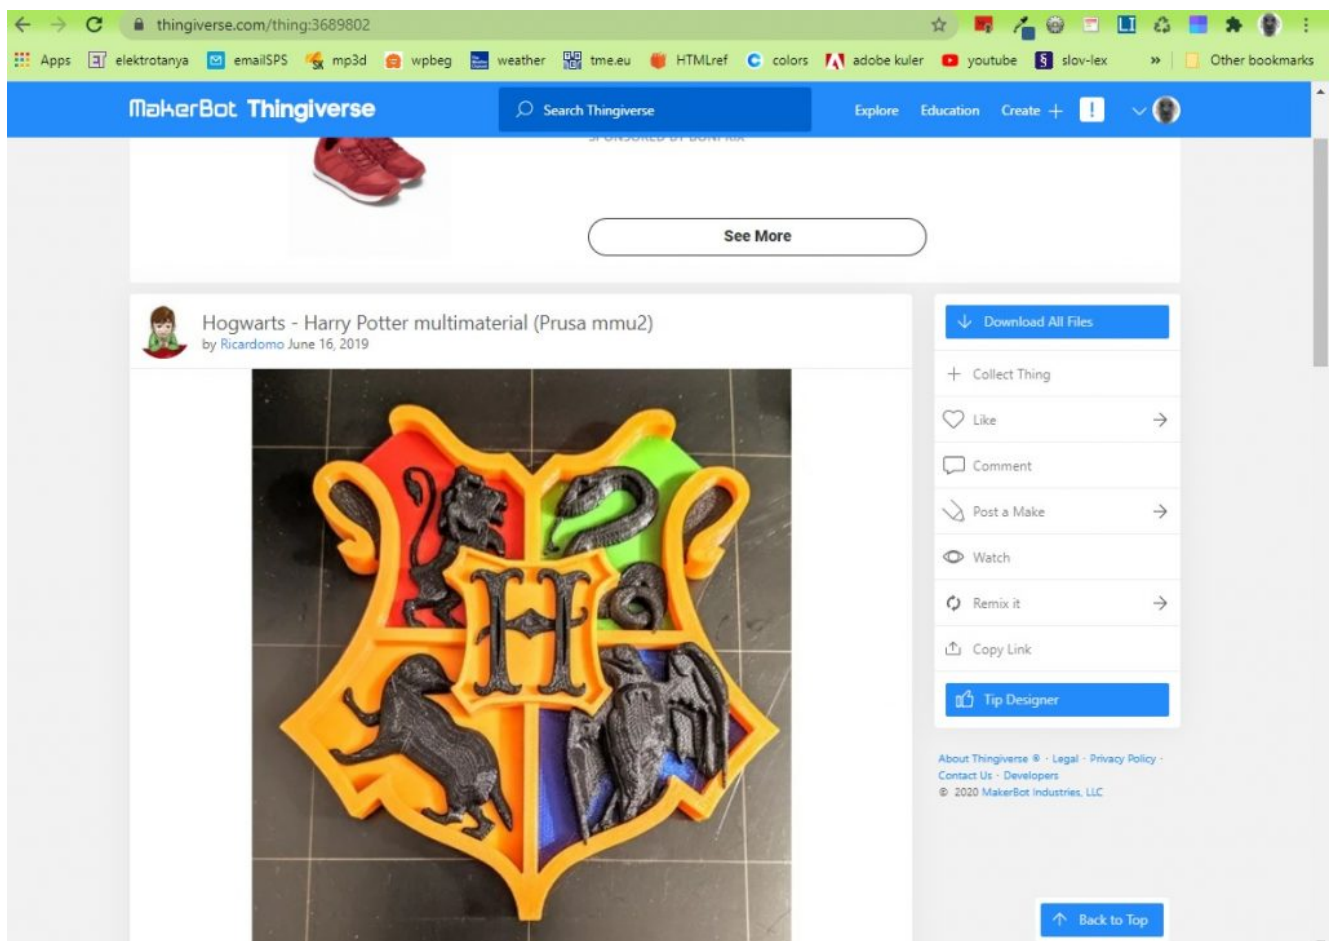 thingiverse.com/thing:3689802
Apps elektrotanya emailSPS mp3d wpbeg weather tme.eu HTMLref colors adobe kuler youtube slov-lex » Other bookmarks
MakerBot Thingiverse Search Thingiverse Explore Education Create + !
SPONSORED BY BONPRIX
See More
Hogwarts - Harry Potter multimaterial (Prusa mmu2)
by Ricardomo June 16, 2019
H
Download All Files
Collect Thing
Like
Comment
Post a Make
Watch
Remix it
Copy Link
Tip Designer
About Thingiverse ® · Legal · Privacy Policy ·
Contact Us · Developers
© 2020 MakerBot Industries, LLC
Back to Top